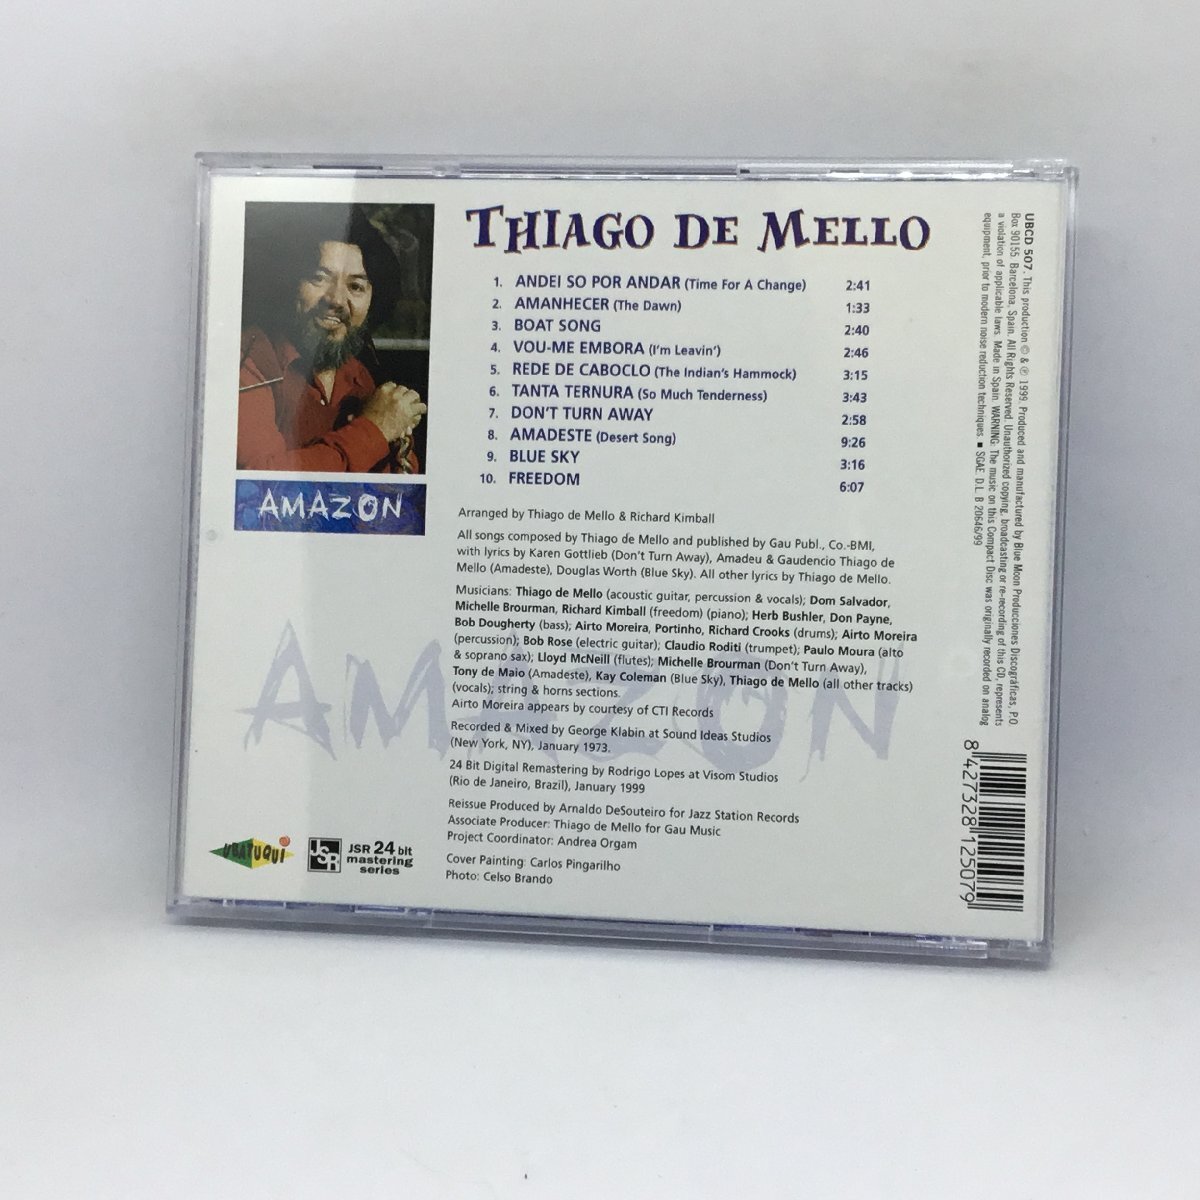 THIAGO DE MELLO
1. ANDEI SO POR ANDAR (Time For A Change) 2:41
2. AMANHECER (The Dawn) 1:33
3. BOAT SONG 2:40
4. VOU-ME EMBORA (I'm Leavin') 2:46
5. REDE DE CABOCLO (The Indian's Hammock) 3:15
6. TANTA TERNURA (So Much Tenderness) 3:43
7. DON'T TURN AWAY 2:58
8. AMADESTE (Desert Song) 9:26
9. BLUE SKY 3:16
10. FREEDOM 6:07
AMAZON
Arranged by Thiago de Mello & Richard Kimball
All songs composed by Thiago de Mello and published by Gau Publ., Co.-BMI,
with lyrics by Karen Gottlieb (Don't Turn Away), Amadeu & Gaudencio Thiago de
Mello (Amadeste), Douglas Worth (Blue Sky). All other lyrics by Thiago de Mello.
Musicians: Thiago de Mello (acoustic guitar, percussion & vocals); Dom Salvador,
Michelle Brourman, Richard Kimball (freedom) (piano); Herb Bushler, Don Payne,
Bob Dougherty (bass); Airto Moreira, Portinho, Richard Crooks (drums); Airto Moreira
(percussion); Bob Rose (electric guitar); Claudio Roditi (trumpet); Paulo Moura (alto
& soprano sax); Lloyd McNeill (flutes); Michelle Brourman (Don't Turn Away),
Tony de Maio (Amadeste), Kay Coleman (Blue Sky), Thiago de Mello (all other tracks)
(vocals); string & horns sections.
Airto Moreira appears by courtesy of CTI Records
AMAZON
Recorded & Mixed by George Klabin at Sound Ideas Studios
(New York, NY), January 1973.
24 Bit Digital Remastering by Rodrigo Lopes at Visom Studios
(Rio de Janeiro, Brazil), January 1999
Reissue Produced by Arnaldo DeSouteiro for Jazz Station Records
Associate Producer: Thiago de Mello for Gau Music
Project Coordinator: Andrea Orgam
Cover Painting: Carlos Pingarilho
Photo: Celso Brando
UBATUQUI
JSR
JSR 24 bit
mastering
series
UBCD 507. This production © & ℗ 1999. Produced and manufactured by Blue Moon Producciones Discográficas, P.O.
Box 90155. Barcelona, Spain. All Rights Reserved. Unauthorized copying, broadcasting or re-recording of this CD, represents
a violation of applicable laws. Made in Spain. WARNING: The music on this Compact Disc was originally recorded on analog
equipment, prior to modern noise reduction techniques. ■ SGAE D.L. B 20646/99
8 427328 125079